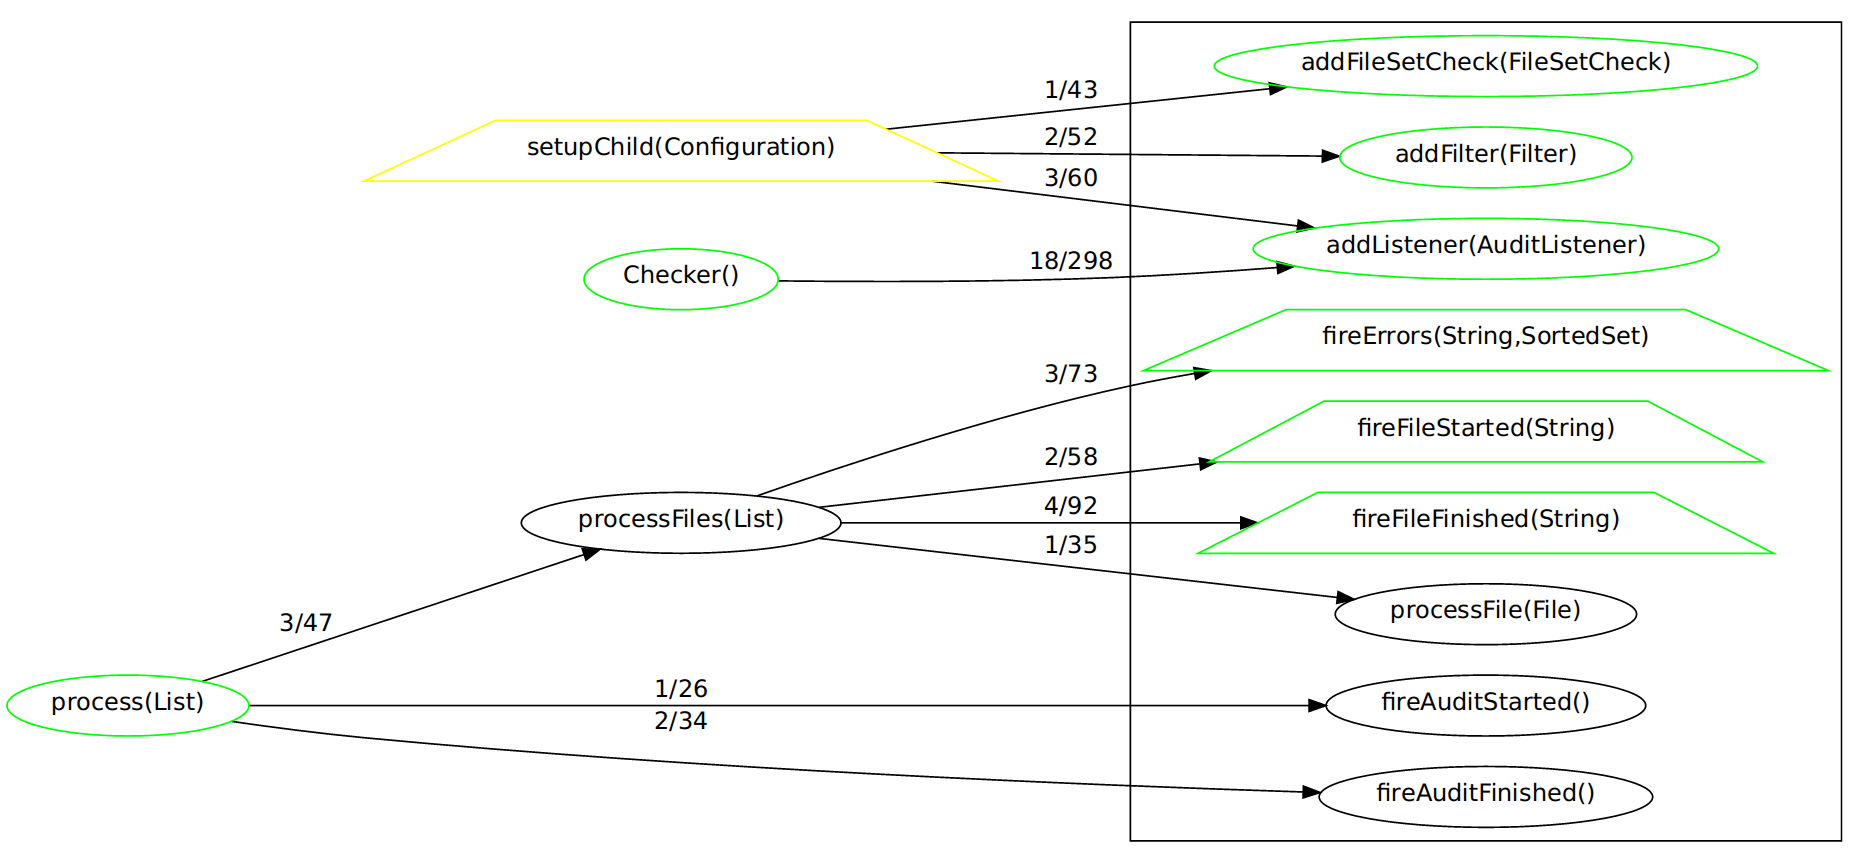 addFileSetCheck(FileSetCheck)
1/43
setupChild(Configuration)
2/52
addFilter(Filter)
3/60
addListener(AuditListener)
18/298
Checker()
fireErrors(String,SortedSet)
3/73
fireFileStarted(String)
2/58
4/92
processFiles(List)
fireFileFinished(String)
1/35
processFile(File)
3/47
1/26
process(List)
fireAuditStarted()
2/34
fireAuditFinished()